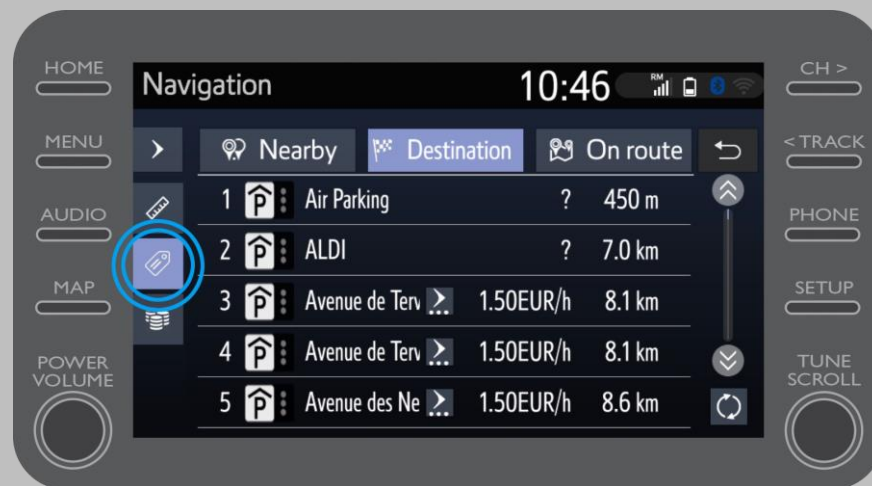 HOME
MENU
AUDIO
MAP
POWER
VOLUME
Navigation 10:46 RM
Nearby Destination On route
1 P Air Parking ? 450 m
2 P ALDI ? 7.0 km
3 P Avenue de Terv 1.50EUR/h 8.1 km
4 P Avenue de Terv 1.50EUR/h 8.1 km
5 P Avenue des Ne 1.50EUR/h 8.6 km
CH >
< TRACK
PHONE
SETUP
TUNE
SCROLL